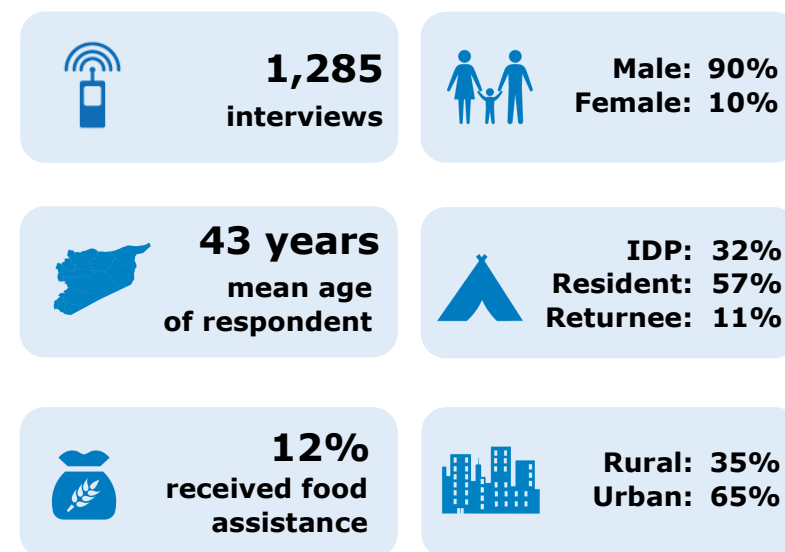 1,285
interviews
Male: 90%
Female: 10%
43 years
mean age
of respondent
IDP: 32%
Resident: 57%
Returnee: 11%
12%
received food
assistance
Rural: 35%
Urban: 65%